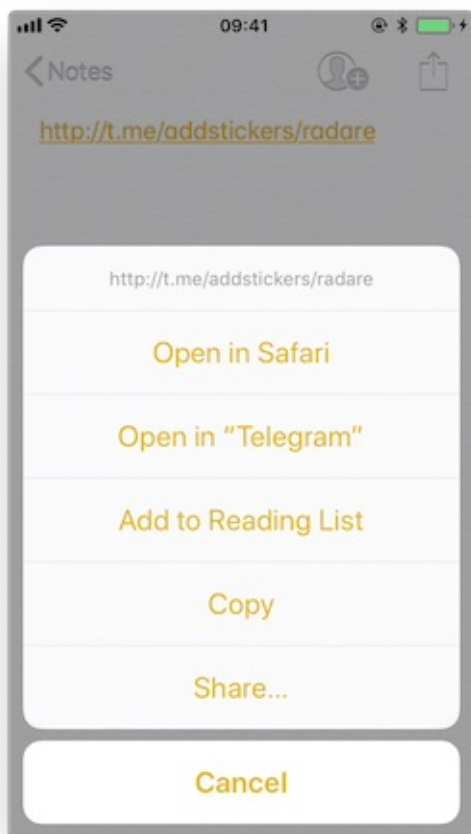 09:41
Notes
http://t.me/addstickers/radare
http://t.me/addstickers/radare
Open in Safari
Open in “Telegram”
Add to Reading List
Copy
Share...
Cancel